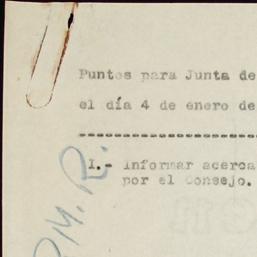 Puntos para Junta de
el día 4 de enero de
I.- Informar acerca
por el Consejo.